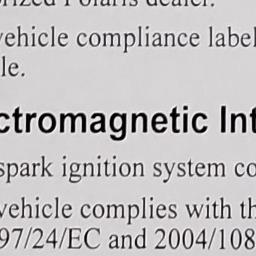 orized Polaris dealer.
vehicle compliance label
le.
ctromagnetic Int
spark ignition system co
vehicle complies with th
97/24/EC and 2004/108